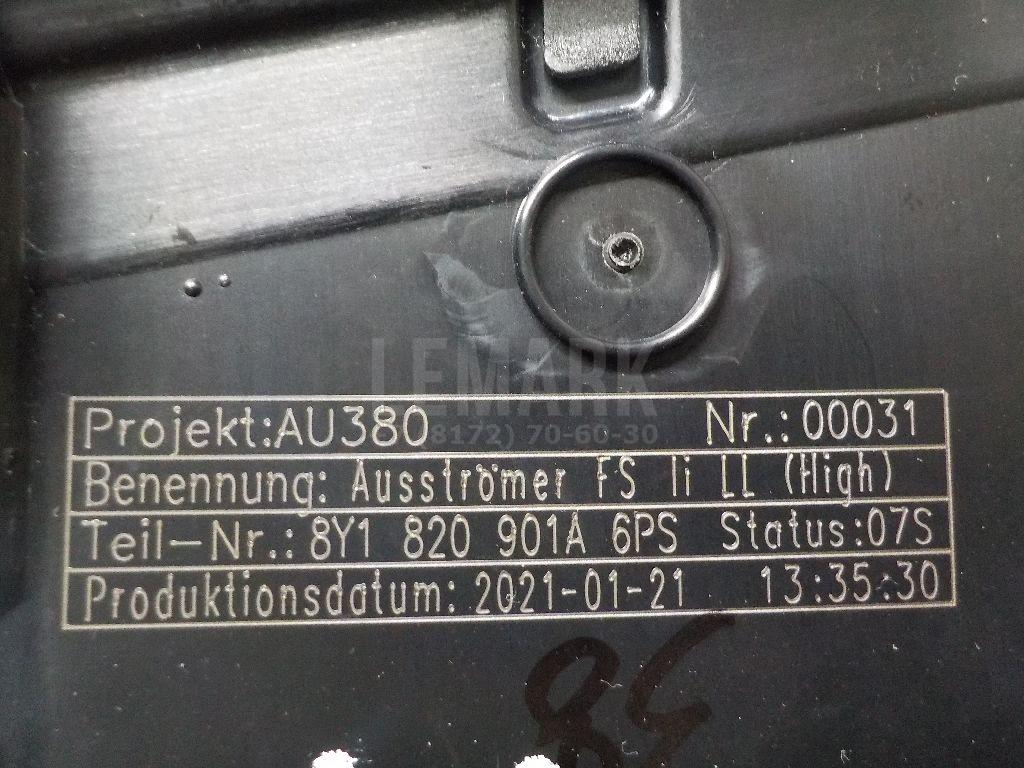 LEMARK
(8172) 70-60-30
Projekt:AU380 Nr.:00031
Benennung: Ausströmer FS li LL (High)
Teil-Nr.:8Y1 820 901A 6PS Status:07S
Produktionsdatum: 2021-01-21 13:35:30